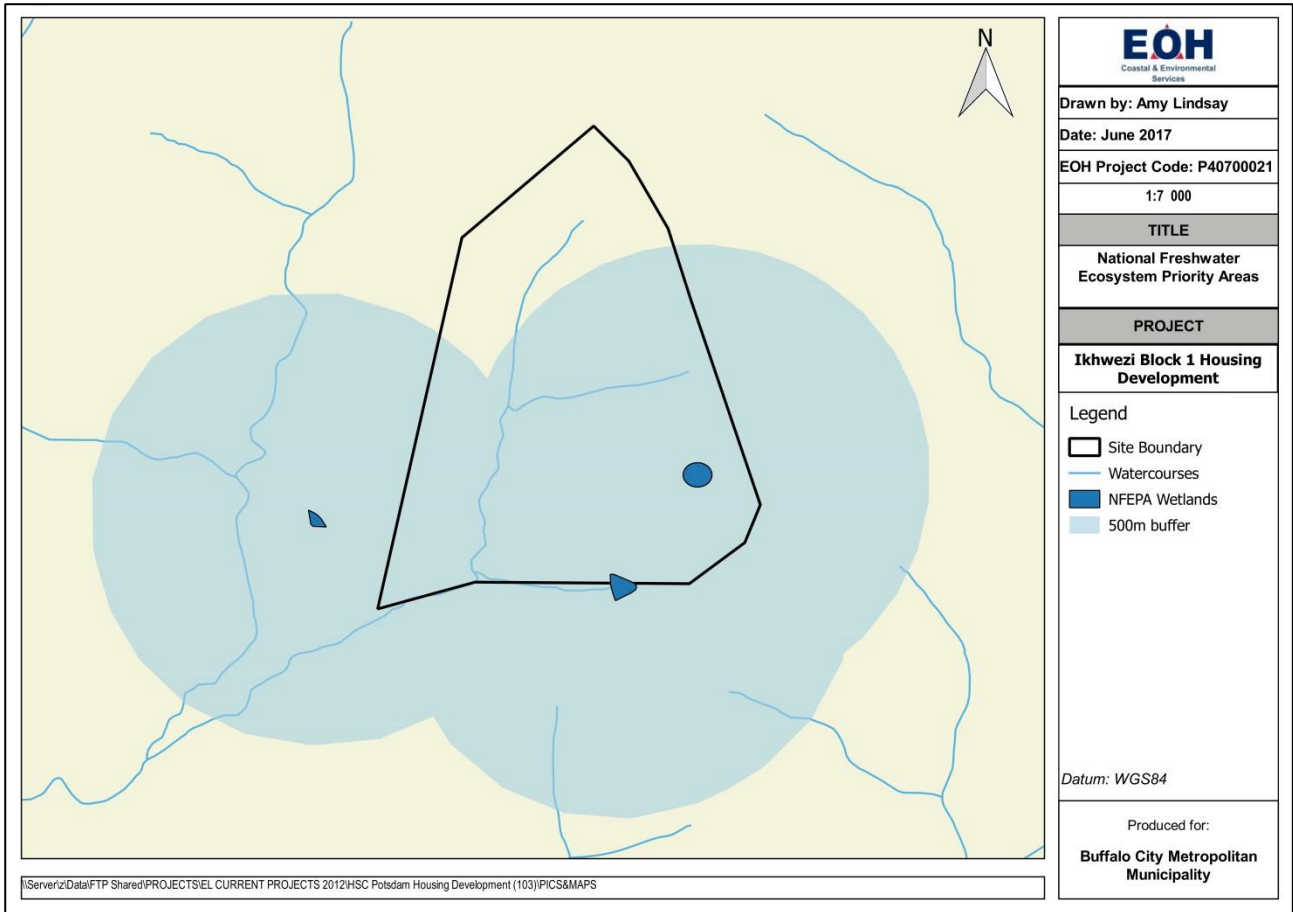 N
EOH
Coastal & Environmental
Services
Drawn by: Amy Lindsay
Date: June 2017
EOH Project Code: P40700021
1:7 000
TITLE
National Freshwater
Ecosystem Priority Areas
PROJECT
Ikhwezi Block 1 Housing
Development
Legend
Site Boundary
Watercourses
NFEPA Wetlands
500m buffer
Datum: WGS84
Produced for:
Buffalo City Metropolitan
Municipality
\\Server\z\Data\FTP Shared\PROJECTS\EL CURRENT PROJECTS 2012\HSC Potsdam Housing Development (103)\PICS&MAPS